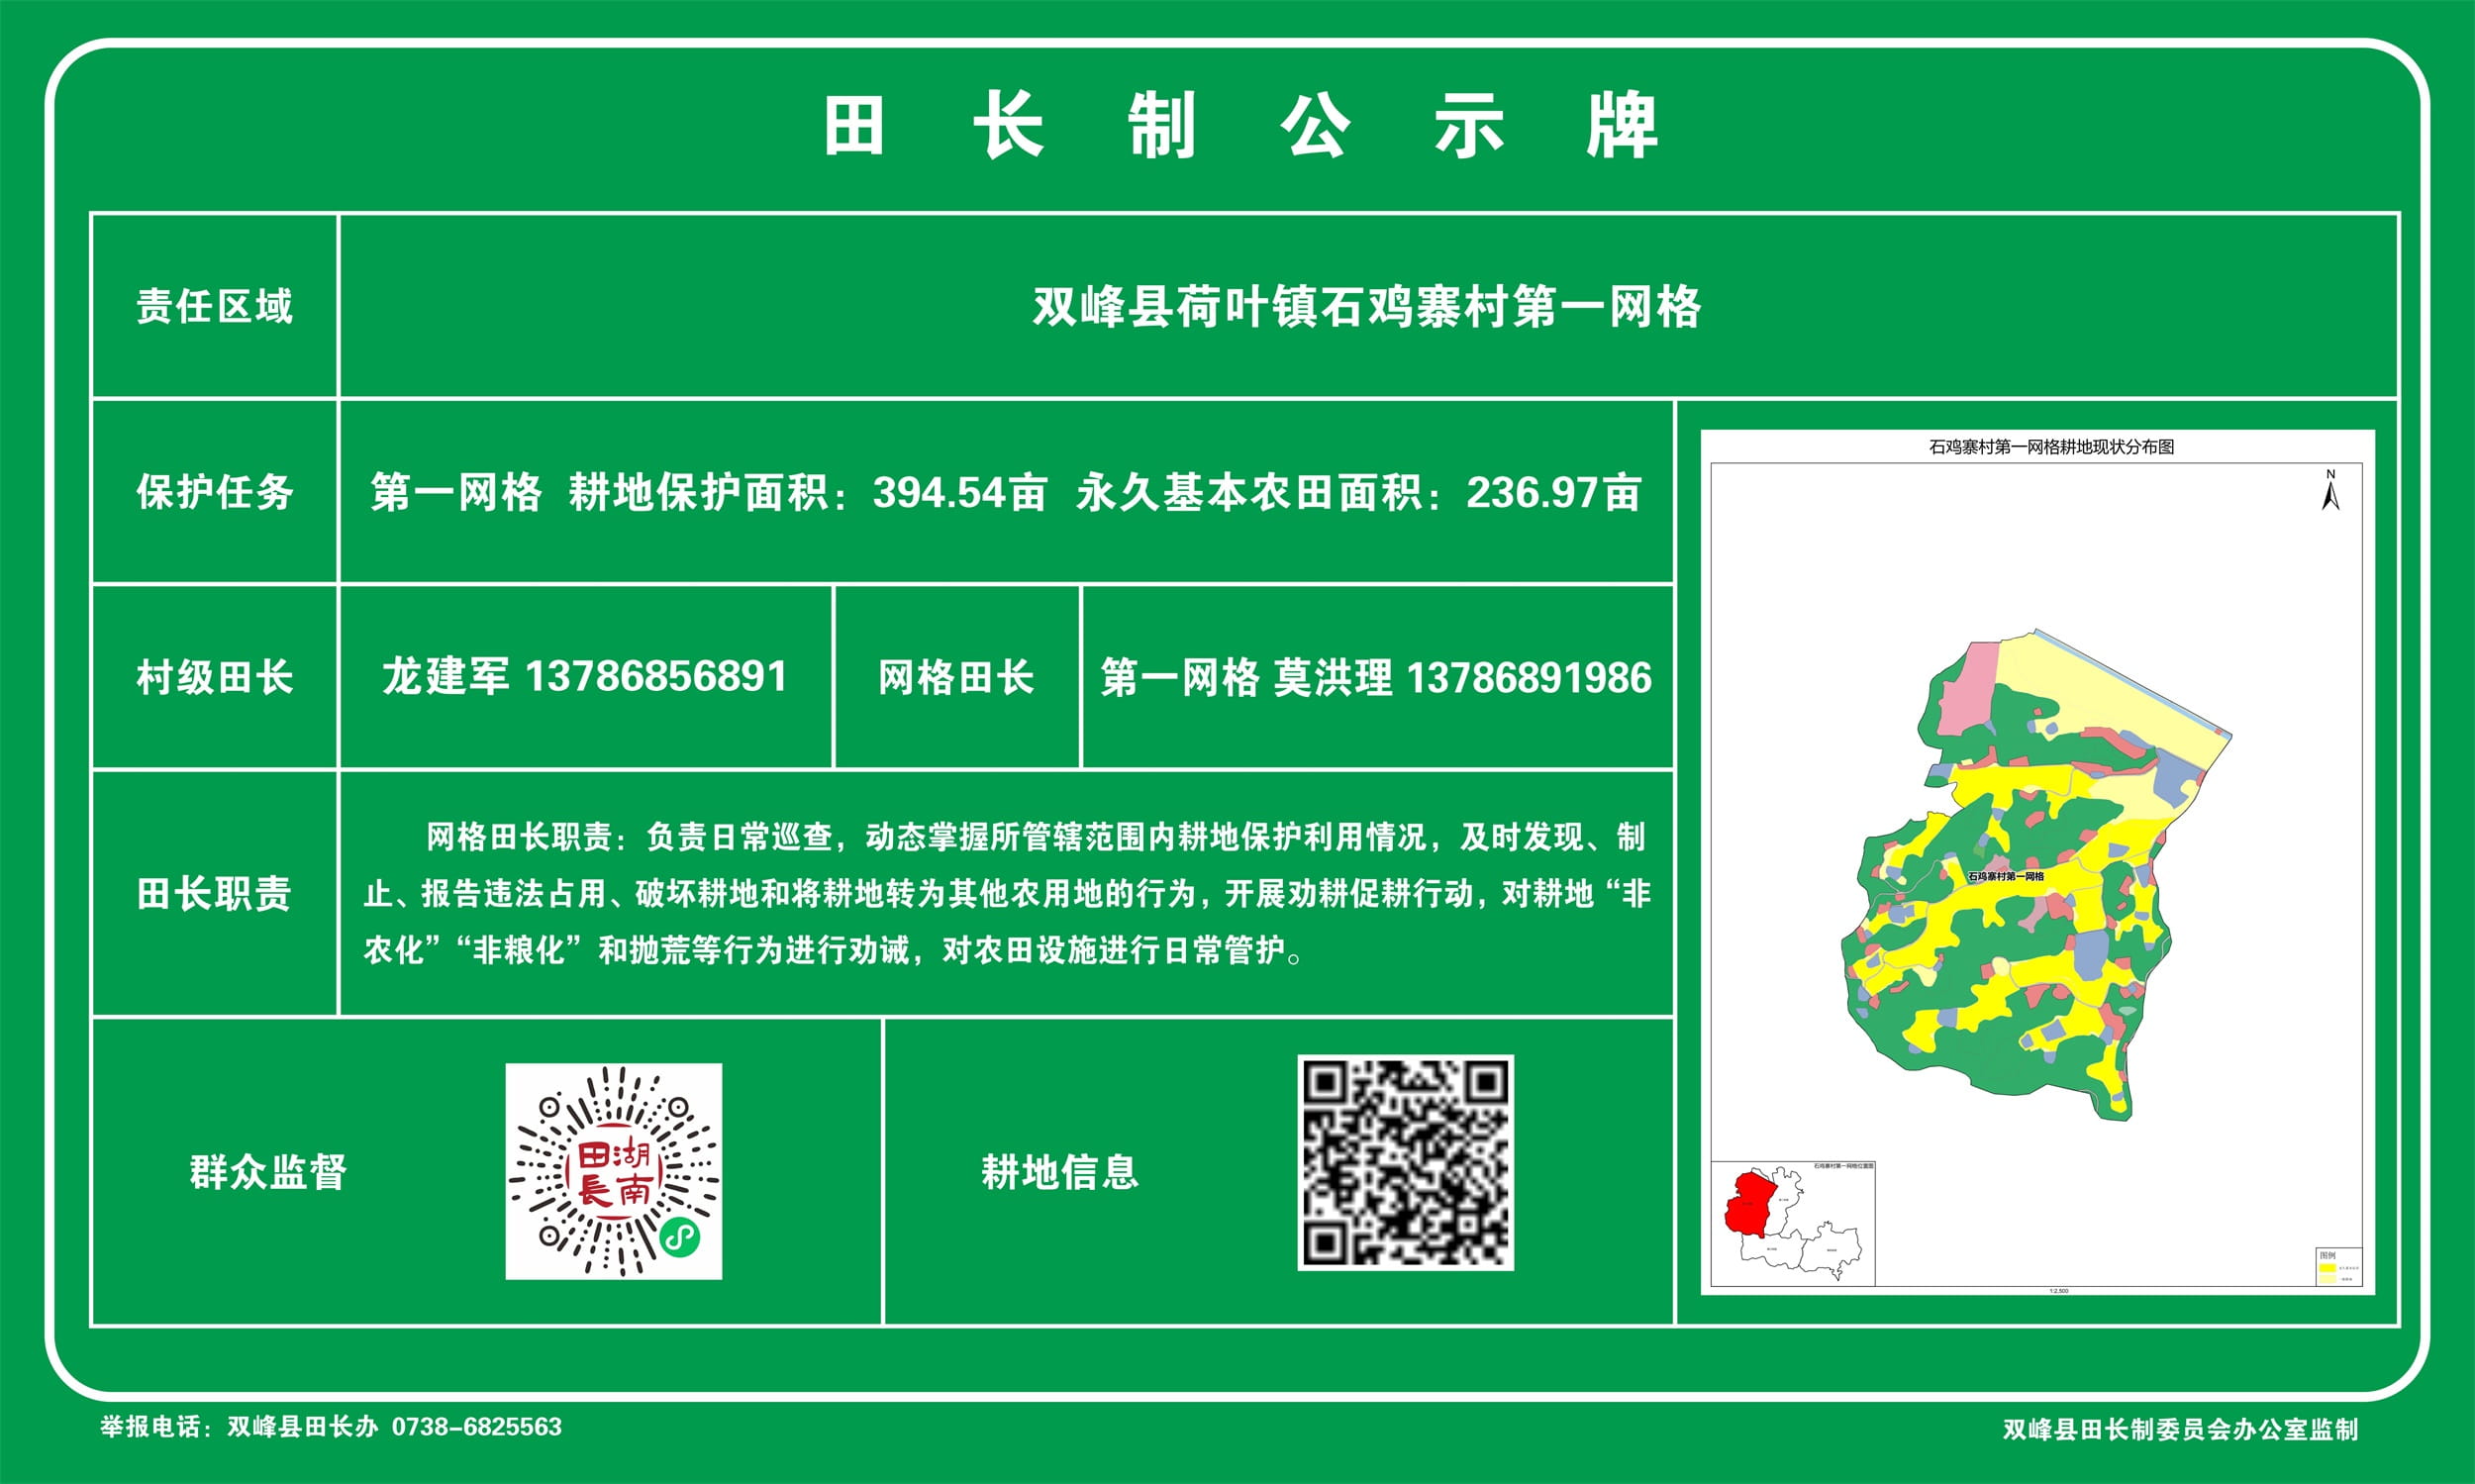 田长制公示牌
责任区域
双峰县荷叶镇石鸡寨村第一网格
保护任务
第一网格 耕地保护面积：394.54亩 永久基本农田面积：236.97亩
村级田长
龙建军 13786856891
网格田长
第一网格 莫洪理 13786891986
田长职责
网格田长职责：负责日常巡查，动态掌握所管辖范围内耕地保护利用情况，及时发现、制
止、报告违法占用、破坏耕地和将耕地转为其他农用地的行为，开展劝耕促耕行动，对耕地“非
农化”“非粮化”和抛荒等行为进行劝诫，对农田设施进行日常管护。
群众监督
湖南
田長
耕地信息
石鸡寨村第一网格耕地现状分布图
N
石鸡寨村第一网格
石鸡寨村第一网格位置图
图例
1:2,500
举报电话：双峰县田长办 0738-6825563
双峰县田长制委员会办公室监制